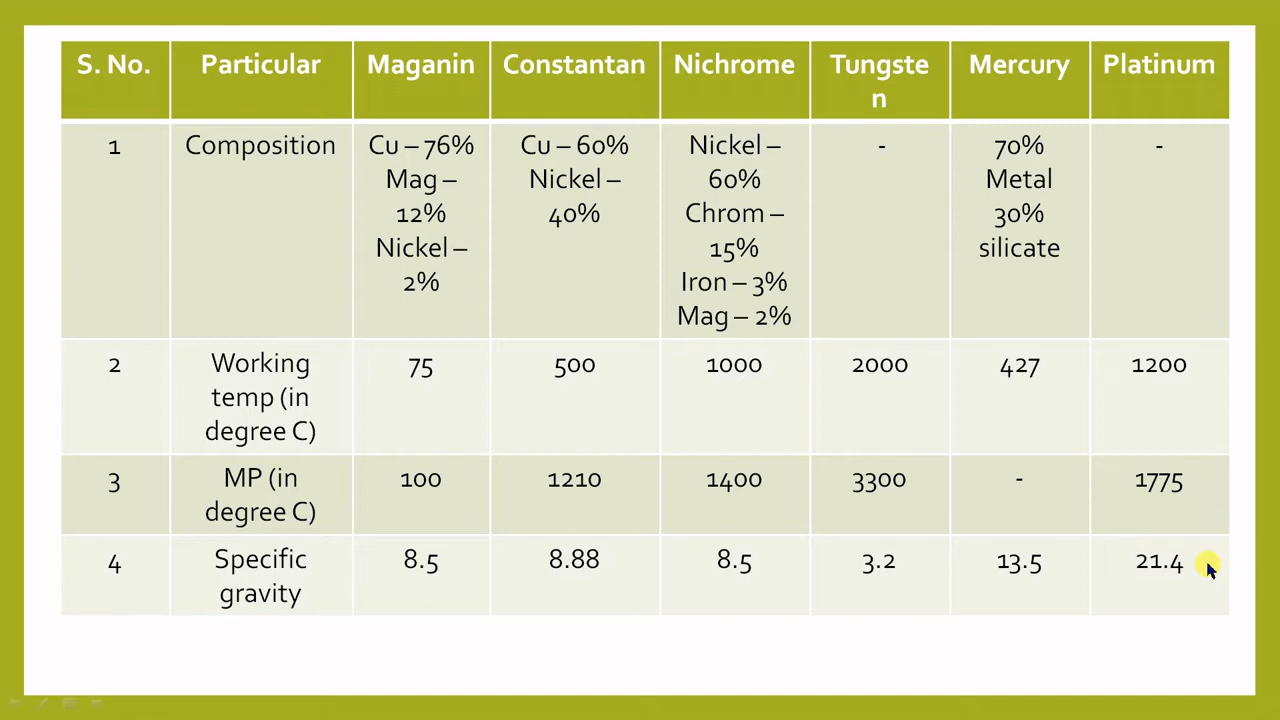 S. No. Particular Maganin Constantan Nichrome Tungste Mercury Platinum
n
1 Composition Cu – 76% Cu – 60% Nickel – - 70% -
Mag – Nickel – 60% Metal
12% 40% Chrom – 30%
Nickel – 15% silicate
2% Iron – 3%
Mag – 2%
2 Working 75 500 1000 2000 427 1200
temp (in
degree C)
3 MP (in 100 1210 1400 3300 - 1775
degree C)
4 Specific 8.5 8.88 8.5 3.2 13.5 21.4
gravity